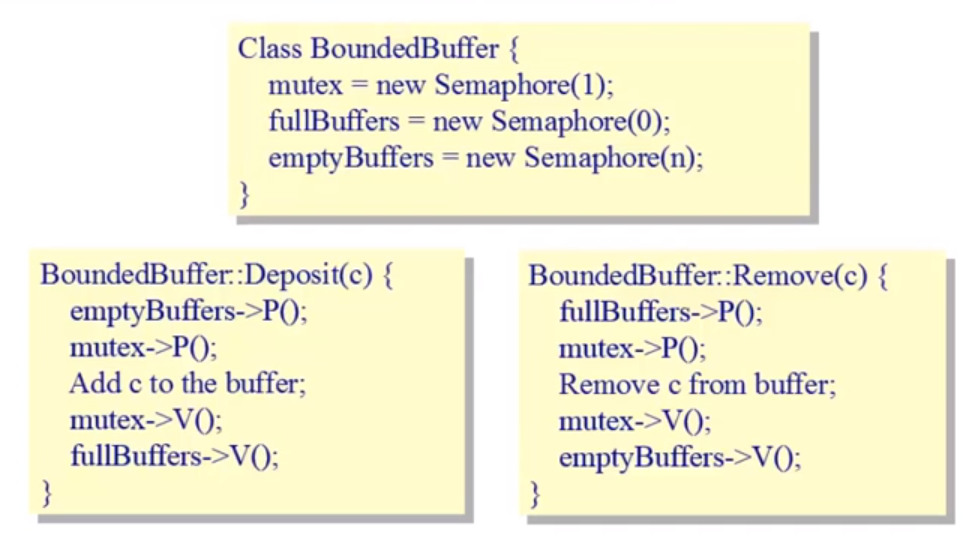 Class BoundedBuffer {
mutex = new Semaphore(1);
fullBuffers = new Semaphore(0);
emptyBuffers = new Semaphore(n);
}
BoundedBuffer::Deposit(c) {
emptyBuffers->P();
mutex->P();
Add c to the buffer;
mutex->V();
fullBuffers->V();
}
BoundedBuffer::Remove(c) {
fullBuffers->P();
mutex->P();
Remove c from buffer;
mutex->V();
emptyBuffers->V();
}